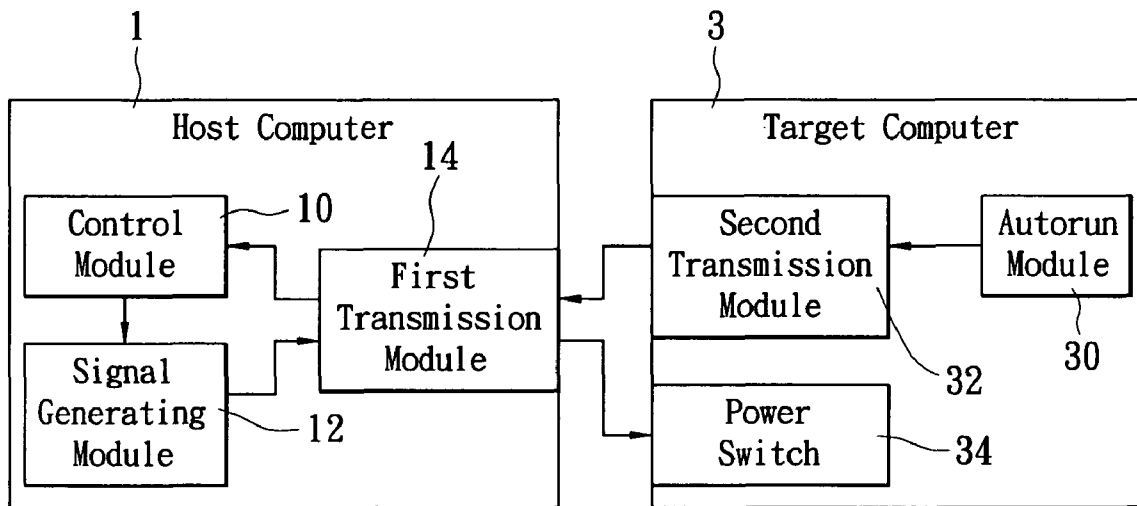 1
3
Host Computer
Target Computer
14
10
Control
Module
First
Transmission
Module
Second
Transmission
Module
Autorun
Module
30
32
Signal
Generating
Module
12
Power
Switch
34